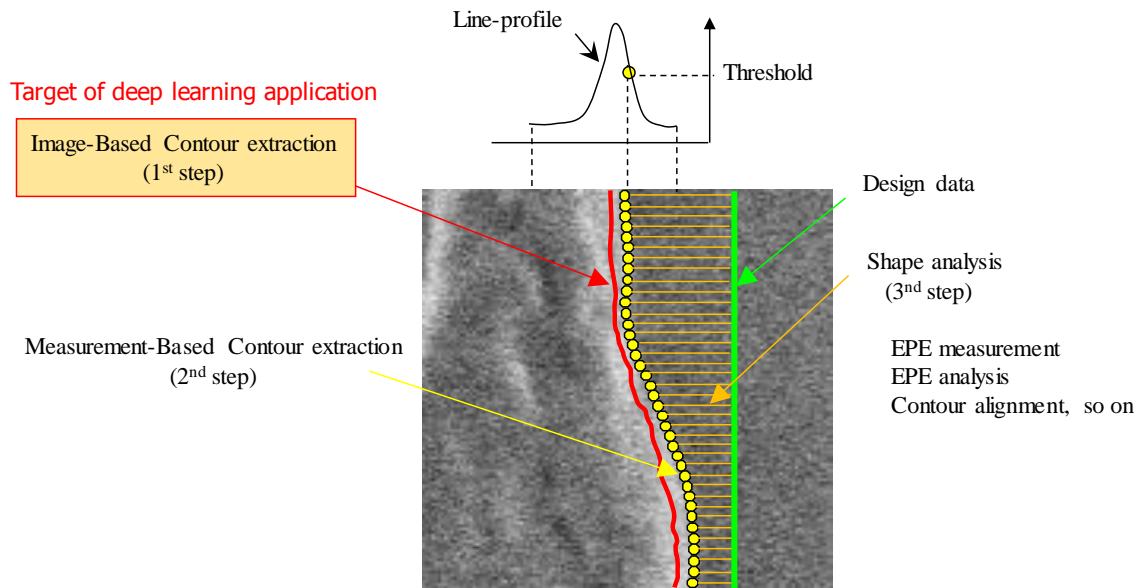 Line-profile
Threshold
Target of deep learning application
Image-Based Contour extraction
(1st step)
Design data
Shape analysis
(3nd step)
Measurement-Based Contour extraction
(2nd step)
EPE measurement
EPE analysis
Contour alignment, so on